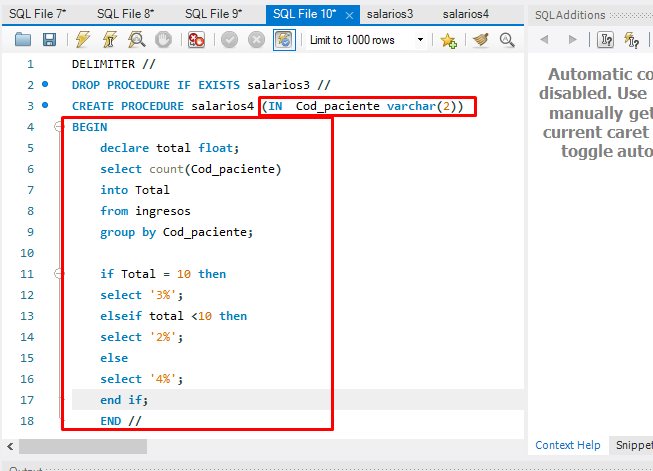 SQL File 7* SQL File 8* SQL File 9* SQL File 10* × salarios3 salarios4 SQLAdditions
Limit to 1000 rows
1 DELIMITER //
2 DROP PROCEDURE IF EXISTS salarios3 //
3 CREATE PROCEDURE salarios4 (IN Cod_paciente varchar(2))
4 BEGIN
5 declare total float;
6 select count(Cod_paciente)
7 into Total
8 from ingresos
9 group by Cod_paciente;
10
11 if Total = 10 then
12 select '3%';
13 elseif total <10 then
14 select '2%';
15 else
16 select '4%';
17 end if;
18 END //
Automatic co
disabled. Use
manually get
current caret
toggle auto
Context Help Snippet